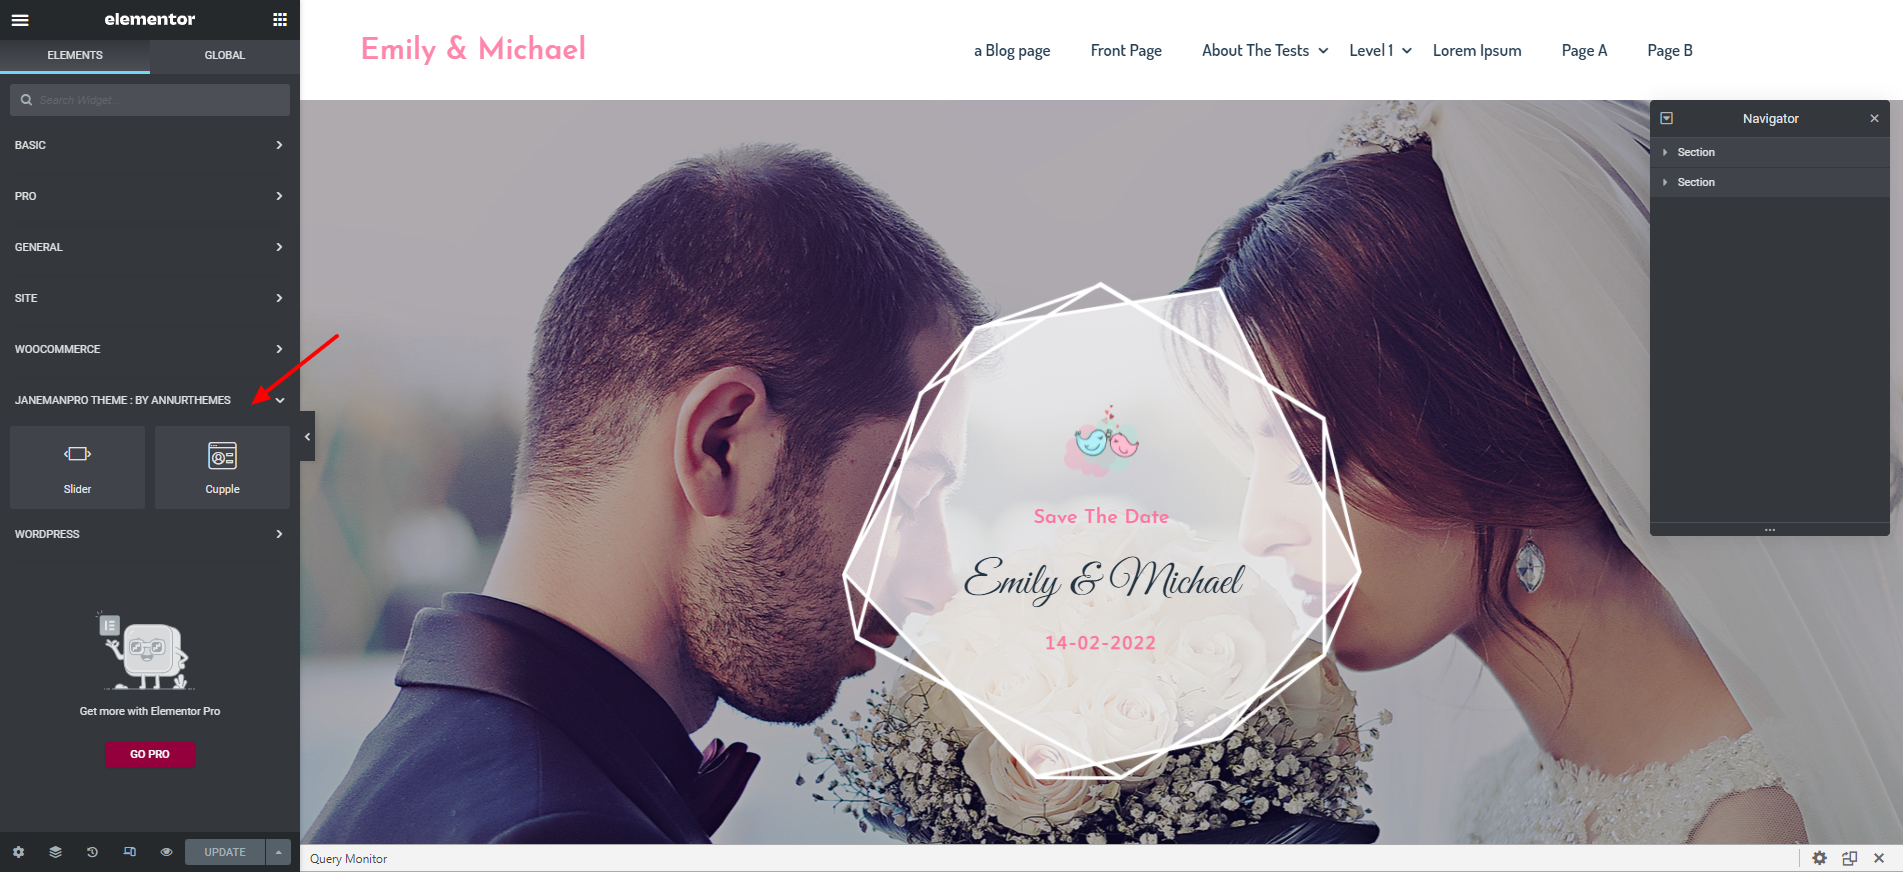 elementor
ELEMENTS GLOBAL
Search Widget...
BASIC
PRO
GENERAL
SITE
WOOCOMMERCE
JANEMANPRO THEME : BY ANNURTHEMES
Slider Cupple
WORDPRESS
Get more with Elementor Pro
GO PRO
UPDATE
Emily & Michael
a Blog page Front Page About The Tests Level 1 Lorem Ipsum Page A Page B
Save The Date
Emily & Michael
14-02-2022
Navigator
Section
Section
Query Monitor